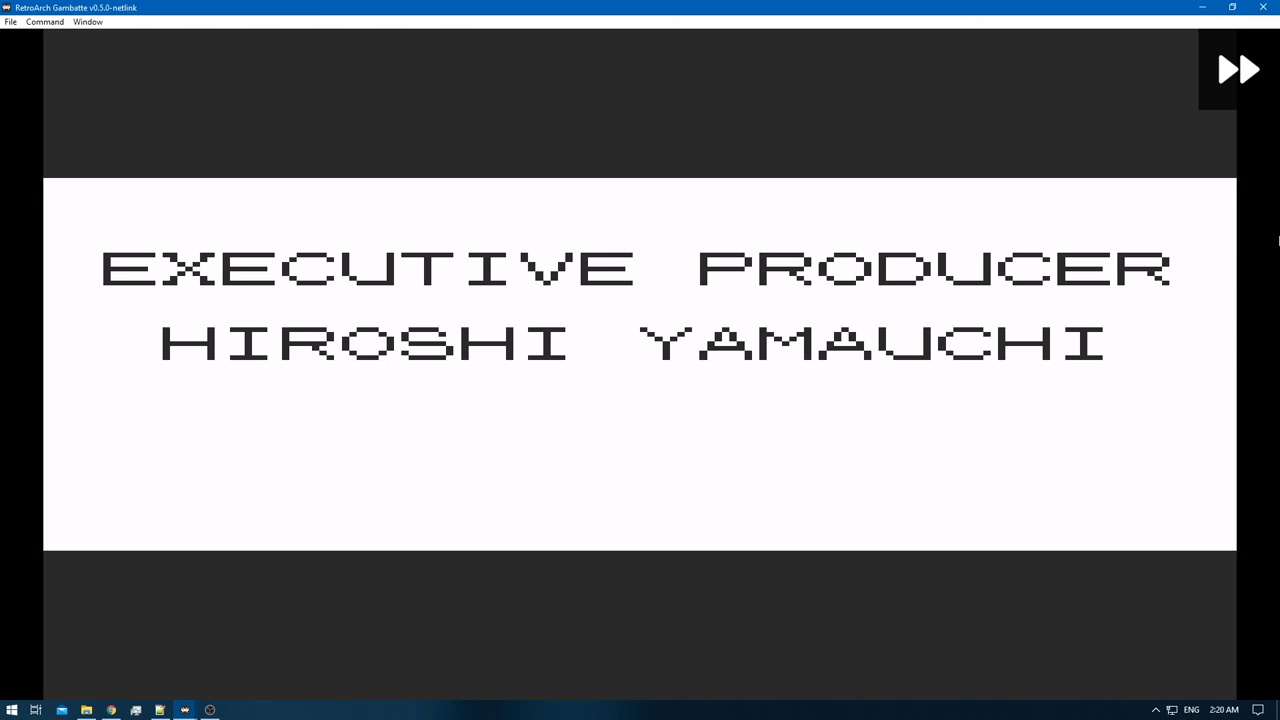 RetroArch Gambatte v0.5.0-netlink
File Command Window
EXECUTIVE PRODUCER
HIROSHI YAMAUCHI
ENG 2:20 AM